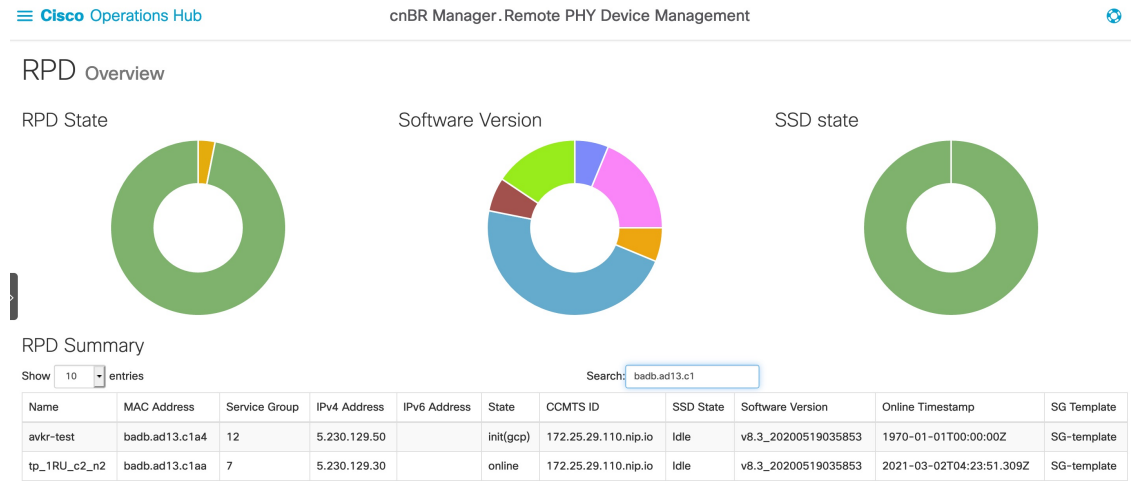 Cisco Operations Hub
cnBR Manager.Remote PHY Device Management
RPD Overview
RPD State
Software Version
SSD state
RPD Summary
Show 10 entries
Search: badb.ad13.c1
Name MAC Address Service Group IPv4 Address IPv6 Address State CCMTS ID SSD State Software Version Online Timestamp SG Template
avkr-test badb.ad13.c1a4 12 5.230.129.50 init(gcp) 172.25.29.110.nip.io Idle v8.3_20200519035853 1970-01-01T00:00:00Z SG-template
tp_1RU_c2_n2 badb.ad13.c1aa 7 5.230.129.30 online 172.25.29.110.nip.io Idle v8.3_20200519035853 2021-03-02T04:23:51.309Z SG-template